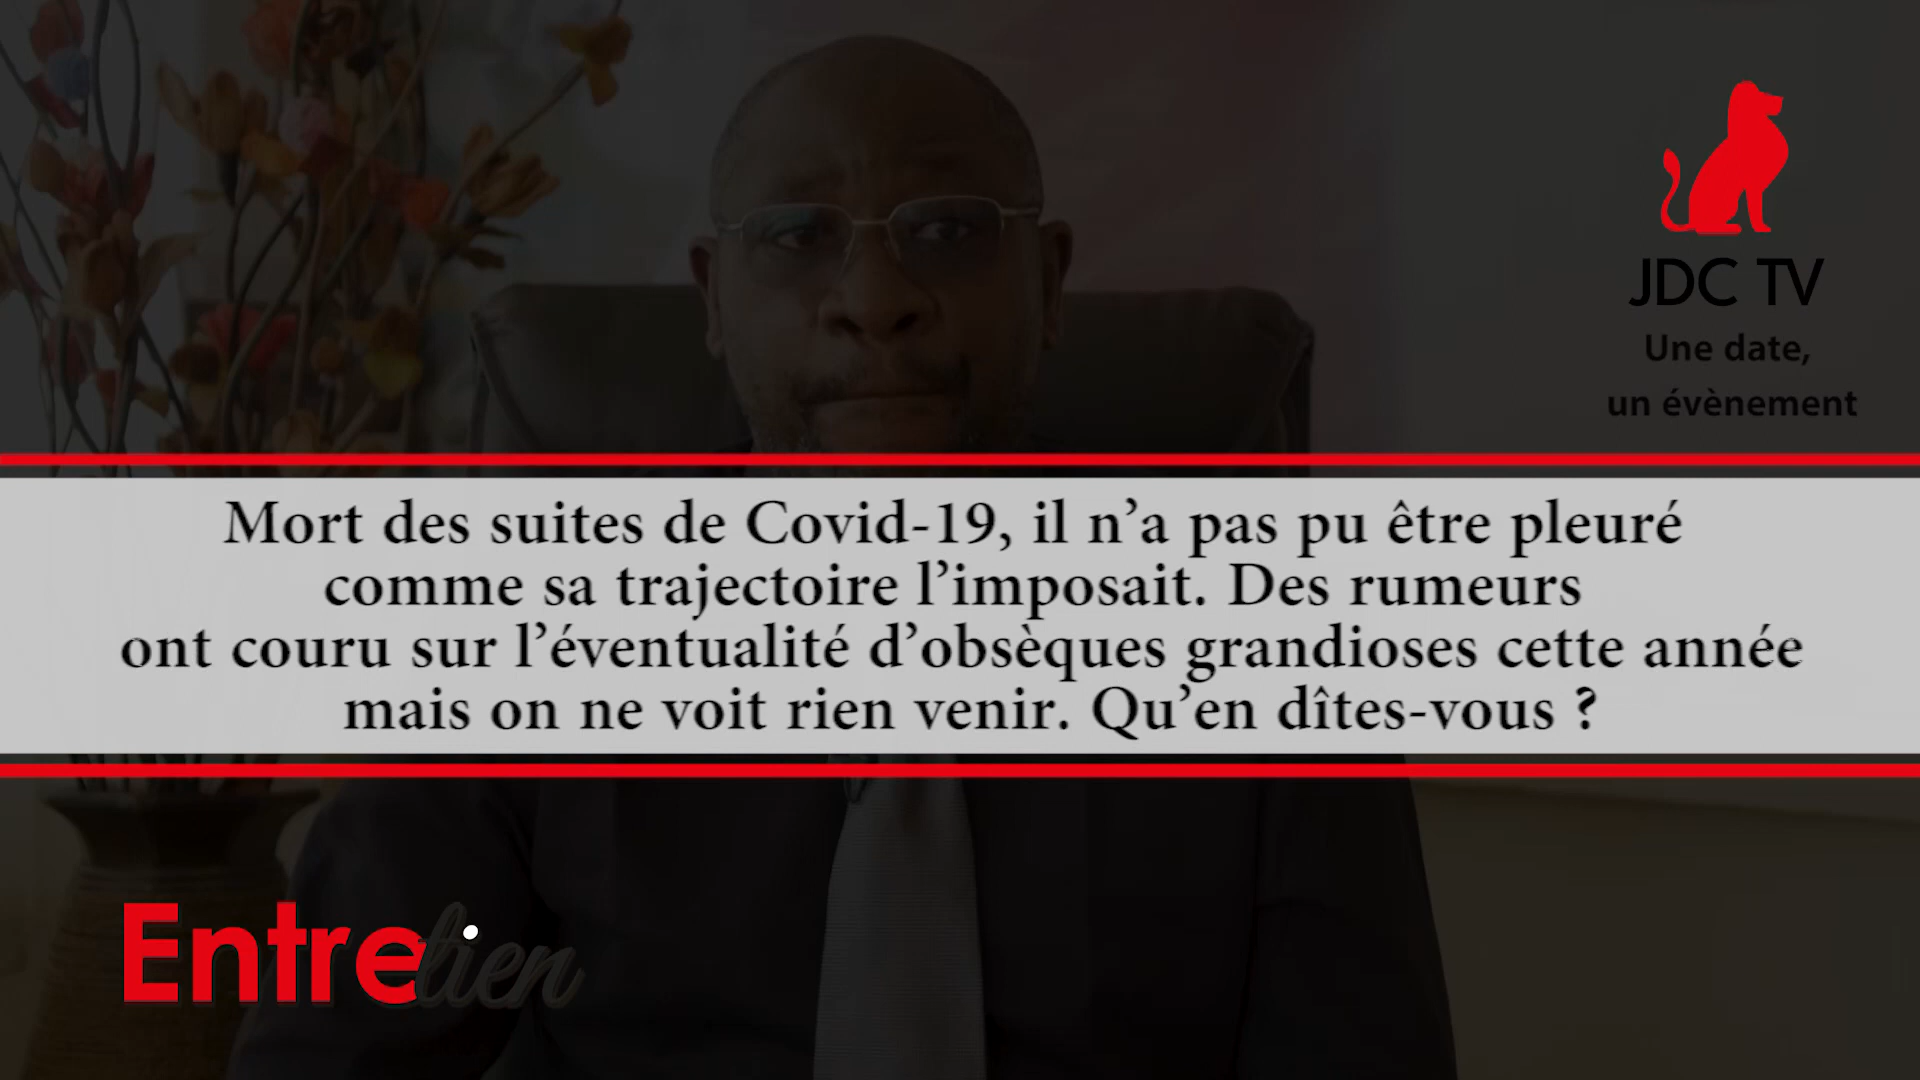 JDC TV
Une date,
un évènement
Mort des suites de Covid-19, il n’a pas pu être pleuré
comme sa trajectoire l’imposait. Des rumeurs
ont couru sur l’éventualité d’obsèques grandioses cette année
mais on ne voit rien venir. Qu’en dîtes-vous ?
Entretien